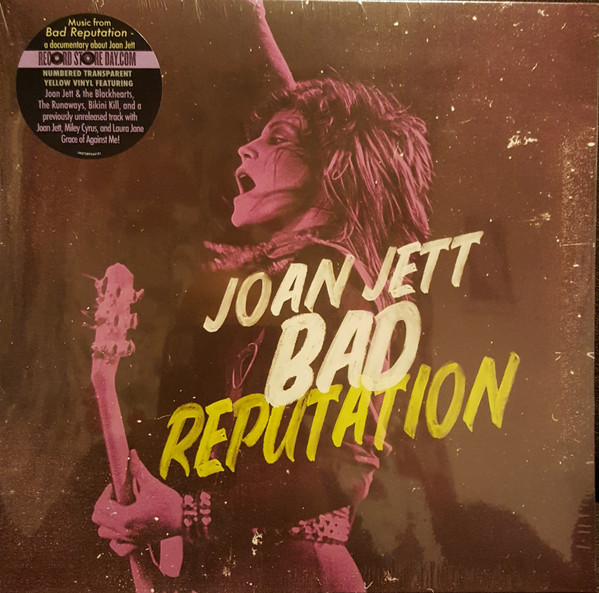 Music from
Bad Reputation -
a documentary about Joan Jett
RECORD STORE DAY.COM
NUMBERED TRANSPARENT
YELLOW VINYL FEATURING
Joan Jett & the Blackhearts,
The Runaways, Bikini Kill, and a
previously unreleased track with
Joan Jett, Miley Cyrus, and Laura Jane
Grace of Against Me!
JOAN JETT
BAD
REPUTATION